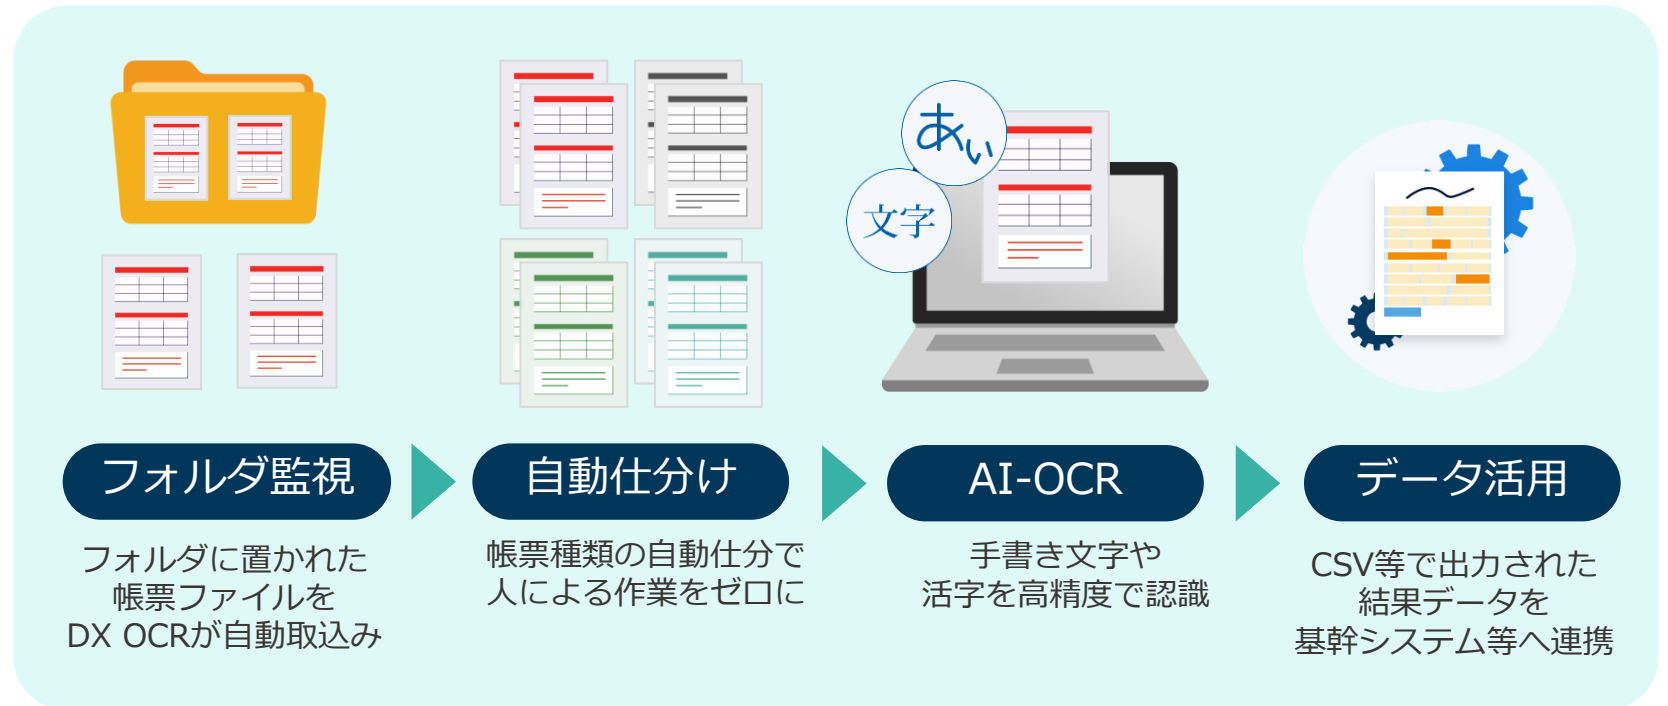 あい
文字
フォルダ監視
自動仕分け
AI-OCR
データ活用
フォルダに置かれた
帳票ファイルを
DX OCRが自動取込み
帳票種類の自動仕分で
人による作業をゼロに
手書き文字や
活字を高精度で認識
CSV等で出力された
結果データを
基幹システム等へ連携